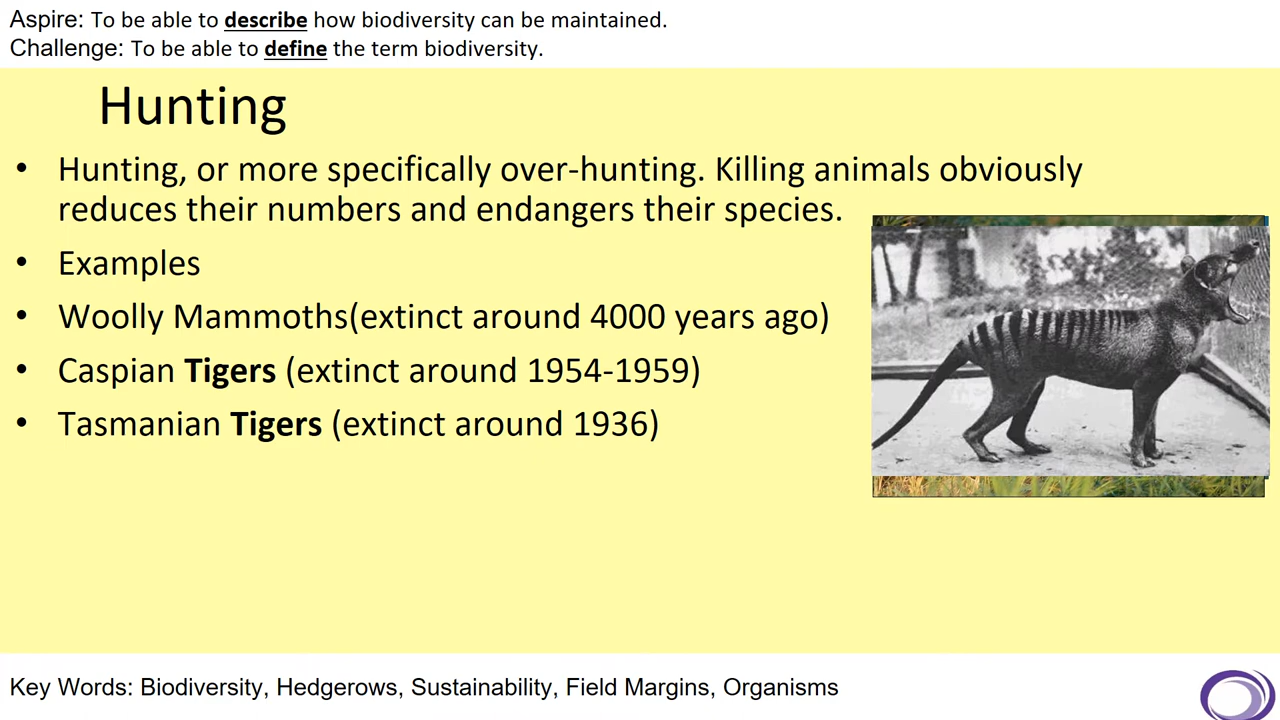 Aspire: To be able to describe how biodiversity can be maintained.
Challenge: To be able to define the term biodiversity.
Hunting
• Hunting, or more specifically over-hunting. Killing animals obviously
reduces their numbers and endangers their species.
• Examples
• Woolly Mammoths(extinct around 4000 years ago)
• Caspian Tigers (extinct around 1954-1959)
• Tasmanian Tigers (extinct around 1936)
Key Words: Biodiversity, Hedgerows, Sustainability, Field Margins, Organisms